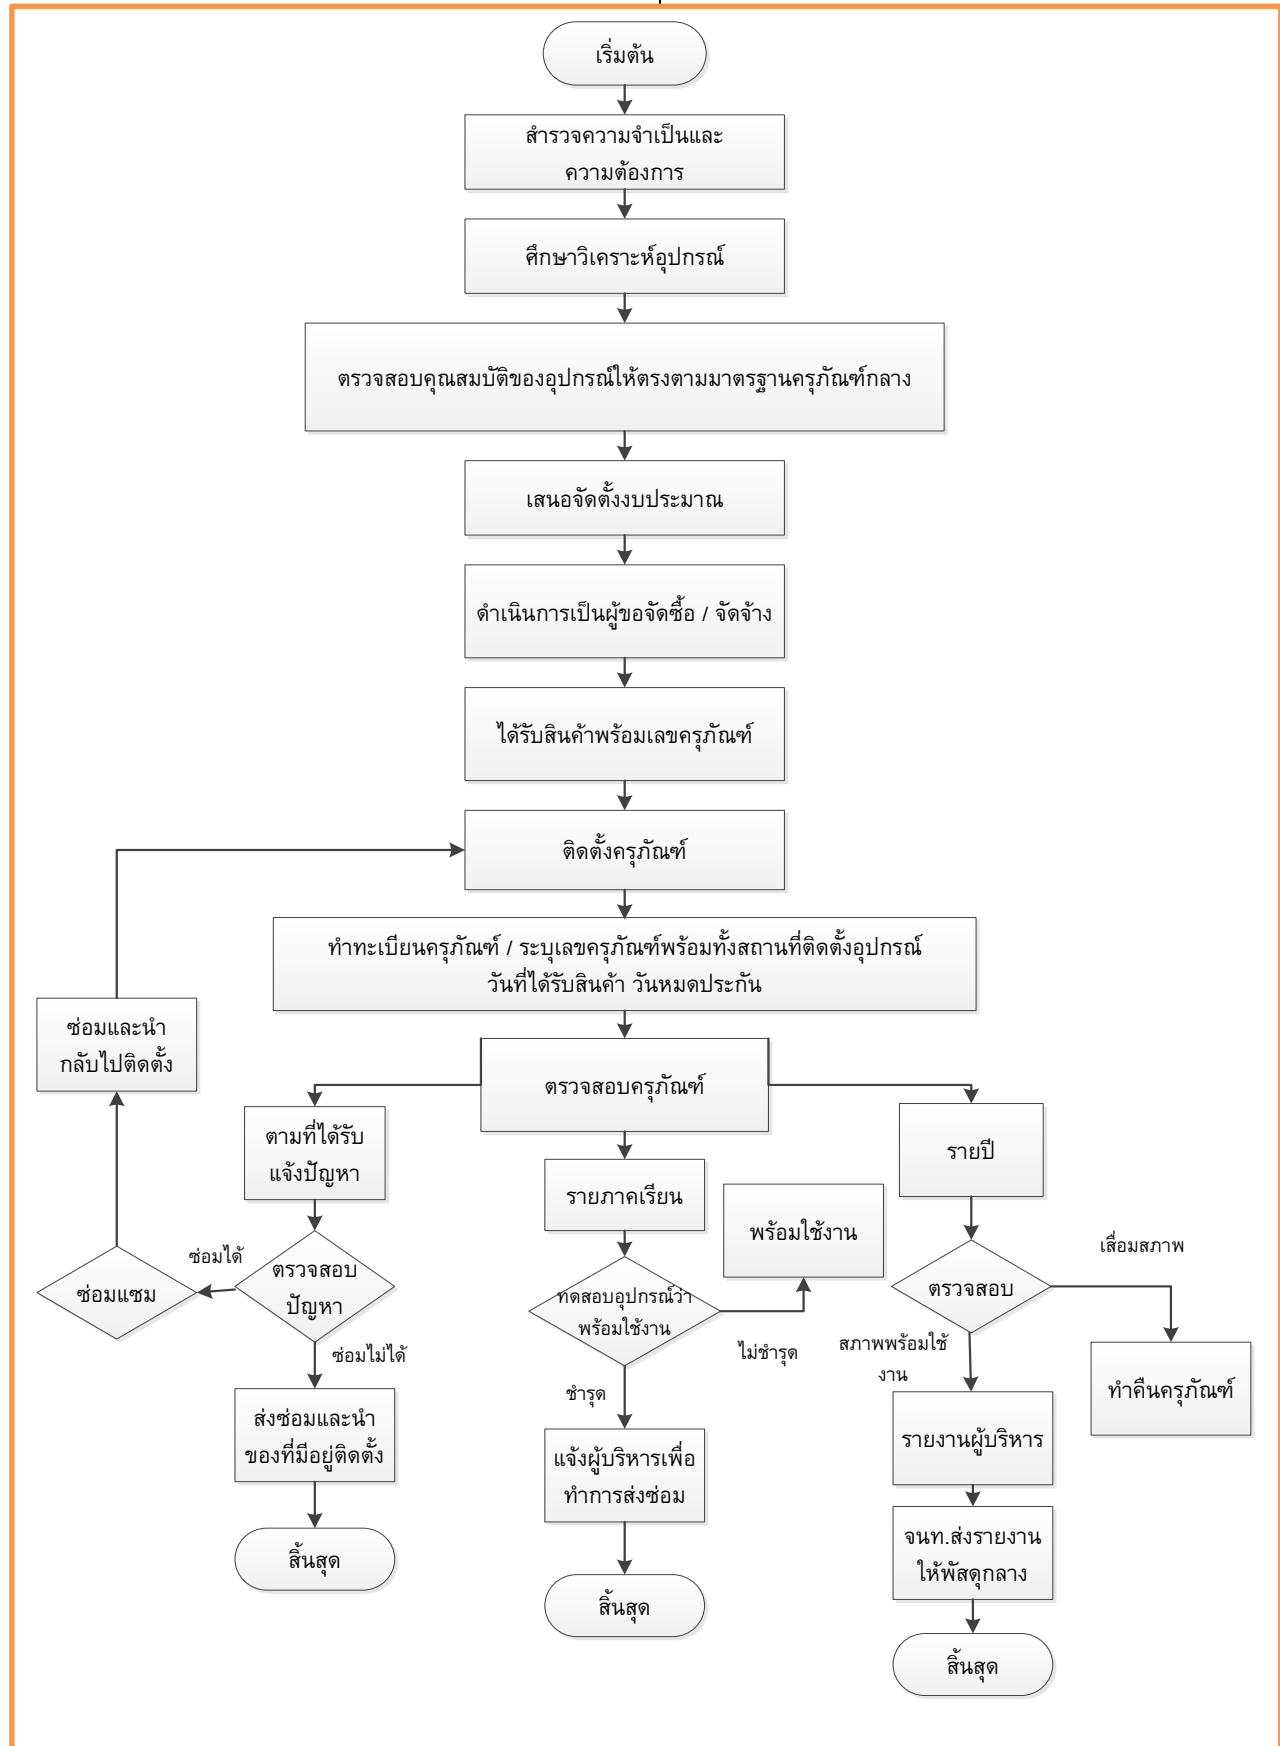 เริ่มต้น
สำรวจความจำเป็นและ
ความต้องการ
ศึกษาวิเคราะห์อุปกรณ์
ตรวจสอบคุณสมบัติของอุปกรณ์ให้ตรงตามมาตรฐานครุภัณฑ์กลาง
เสนอจัดตั้งงบประมาณ
ดำเนินการเป็นผู้ขอจัดซื้อ / จัดจ้าง
ได้รับสินค้าพร้อมเลขครุภัณฑ์
ติดตั้งครุภัณฑ์
ทำทะเบียนครุภัณฑ์ / ระบุเลขครุภัณฑ์พร้อมทั้งสถานที่ติดตั้งอุปกรณ์
วันที่ได้รับสินค้า วันหมดประกัน
ซ่อมและนำ
กลับไปติดตั้ง
ตรวจสอบครุภัณฑ์
ตามที่ได้รับ
แจ้งปัญหา
รายภาคเรียน
รายปี
พร้อมใช้งาน
ซ่อมได้
เสื่อมสภาพ
ซ่อมแซม
ตรวจสอบ
ปัญหา
ทดสอบอุปกรณ์ว่า
พร้อมใช้งาน
ตรวจสอบ
ซ่อมไม่ได้
ไม่ชำรุด
สภาพพร้อมใช้
งาน
ชำรุด
ทำคืนครุภัณฑ์
ส่งซ่อมและนำ
ของที่มีอยู่ติดตั้ง
แจ้งผู้บริหารเพื่อ
ทำการส่งซ่อม
รายงานผู้บริหาร
จนท.ส่งรายงาน
ให้พัสดุกลาง
สิ้นสุด
สิ้นสุด
สิ้นสุด